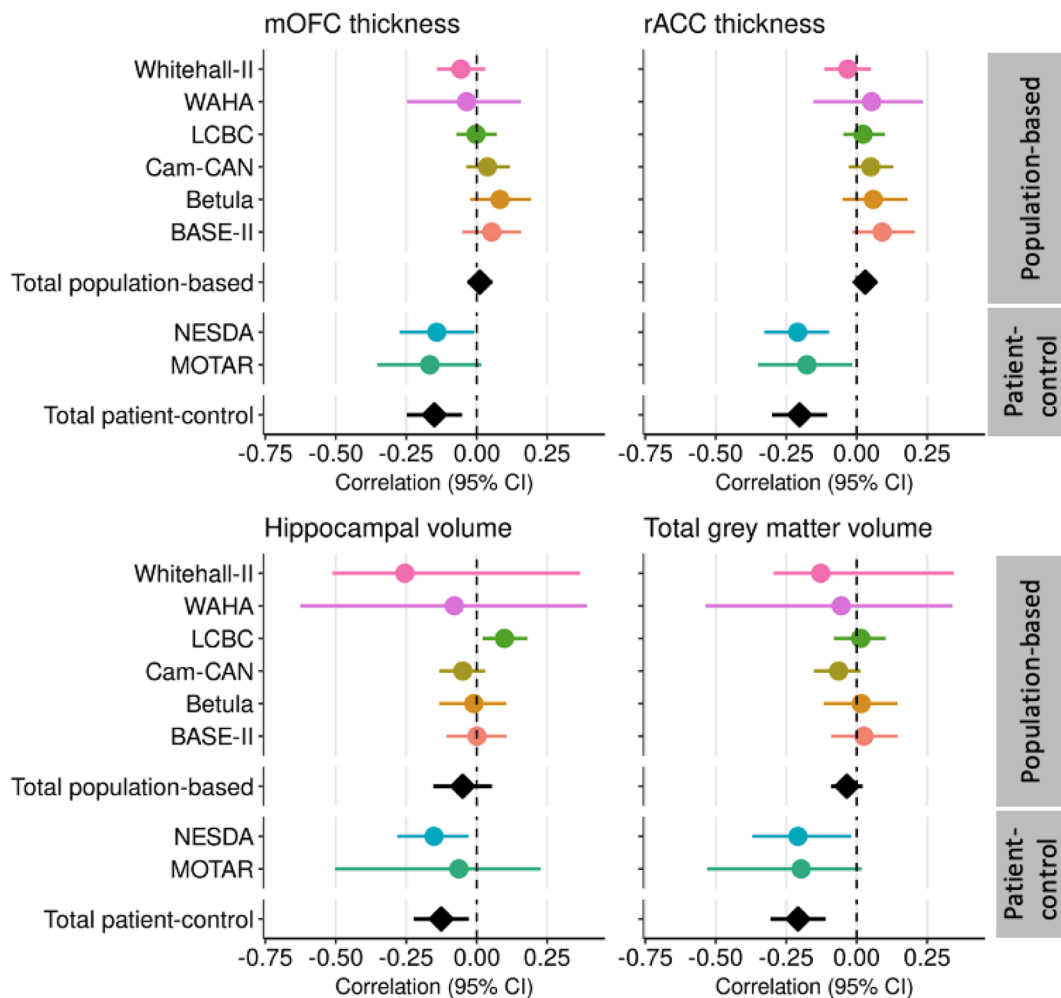 mOFC thickness
rACC thickness
Whitehall-II
WAHA
LCBC
Cam-CAN
Betula
BASE-II
Total population-based
NESDA
MOTAR
Total patient-control
Population-based
Patient-
control
-0.75 -0.50 -0.25 0.00 0.25
-0.75 -0.50 -0.25 0.00 0.25
Correlation (95% CI)
Correlation (95% CI)
Hippocampal volume
Total grey matter volume
Whitehall-II
WAHA
LCBC
Cam-CAN
Betula
BASE-II
Total population-based
NESDA
MOTAR
Total patient-control
Population-based
Patient-
control
-0.75 -0.50 -0.25 0.00 0.25
-0.75 -0.50 -0.25 0.00 0.25
Correlation (95% CI)
Correlation (95% CI)